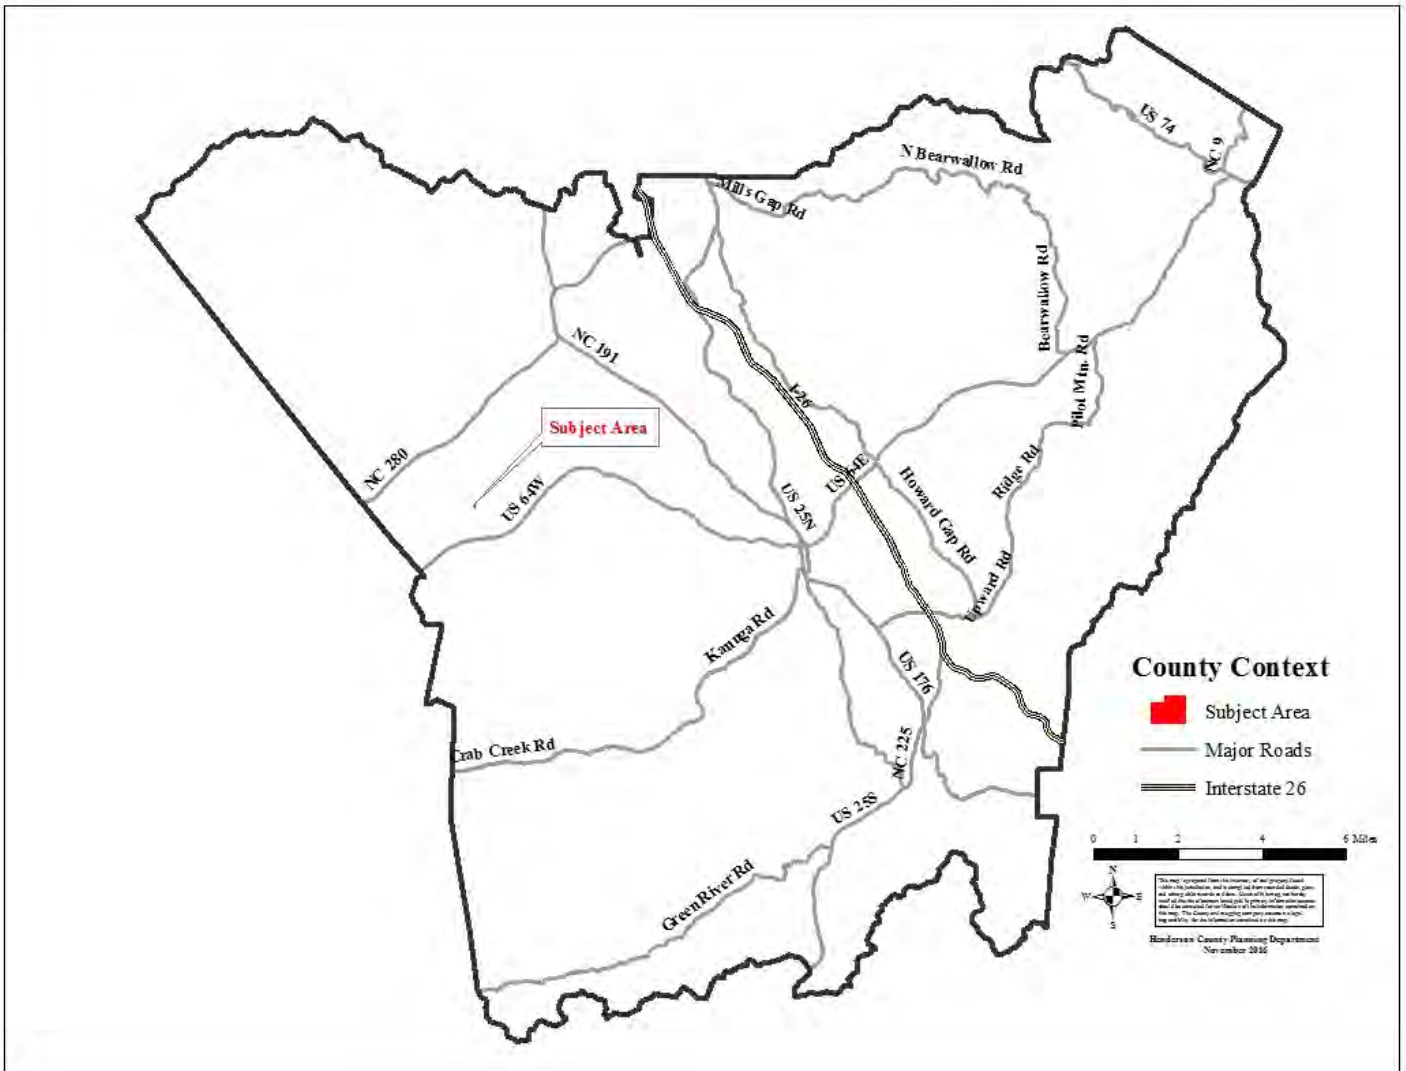 US 74
NC 9
N Bearwallow Rd
Mills Gap Rd
Bearwallow Rd
NC 191
Pilot Mtn. Rd
I-26
Subject Area
NC 280
US 64W
US 64E
US 25N
Howard Gap Rd
Ridge Rd
Upward Rd
Kanuga Rd
US 176
County Context
Subject Area
Major Roads
Interstate 26
Crab Creek Rd
NC 225
US 25S
Green River Rd
0 1 2 4 6 Miles
N
W E
S
Henderson County Planning Department
November 2016